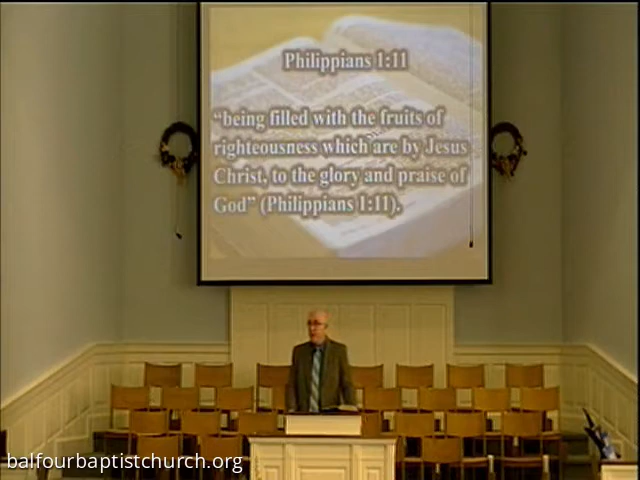 Philippians 1:11
“being filled with the fruits of
righteousness which are by Jesus
Christ, to the glory and praise of
God” (Philippians 1:11).
balfourbaptistchurch.org